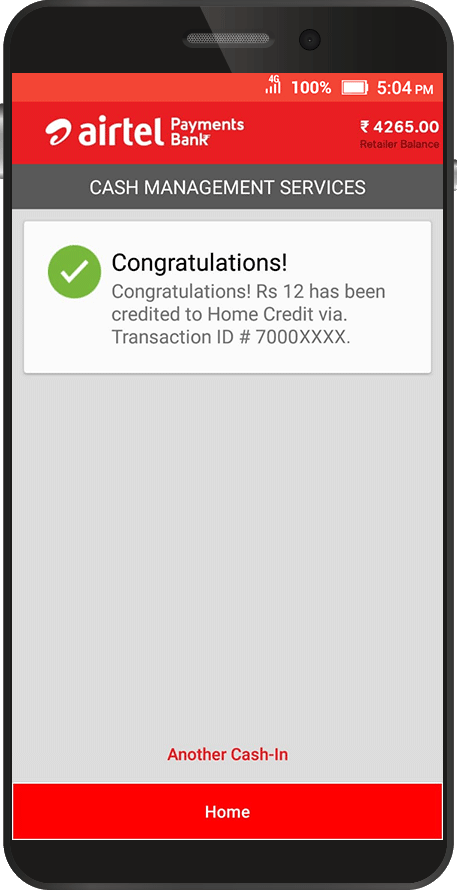 4G
100%
5:04 PM
airtel Payments Bank
₹ 4265.00
Retailer Balance
CASH MANAGEMENT SERVICES
Congratulations!
Congratulations! Rs 12 has been
credited to Home Credit via.
Transaction ID # 7000XXXX.
Another Cash-In
Home